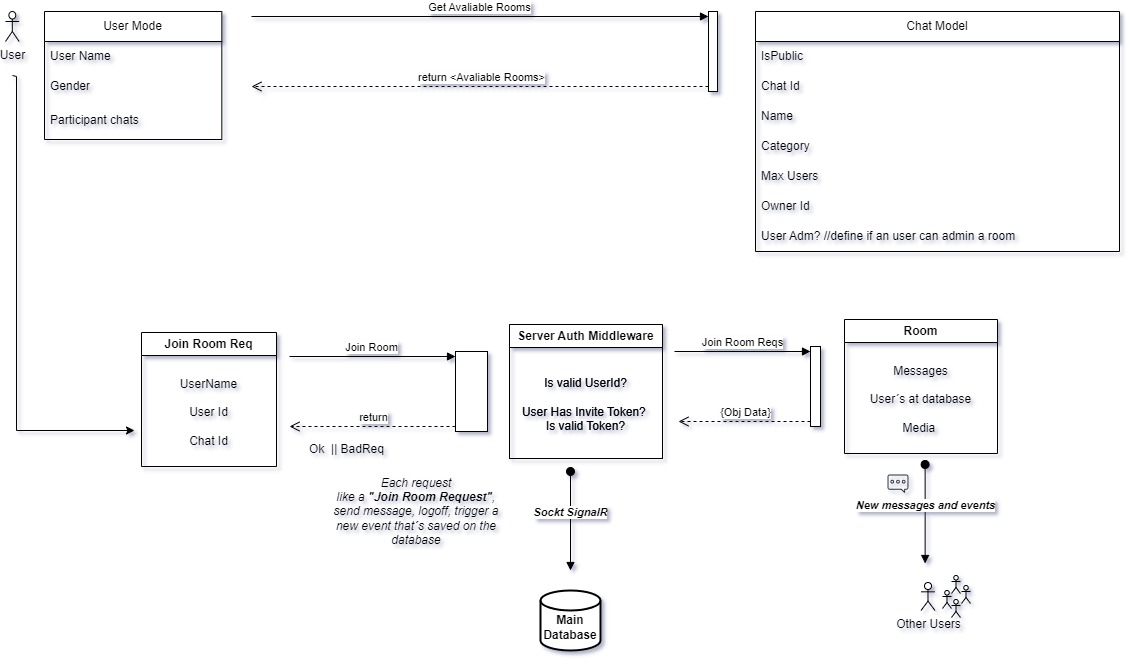 User
User Mode
User Name
Gender
Participant chats
Get Avaliable Rooms
return <Avaliable Rooms>
Chat Model
IsPublic
Chat Id
Name
Category
Max Users
Owner Id
User Adm? //define if an user can admin a room
Join Room Req
UserName
User Id
Chat Id
Join Room
return
Ok || BadReq
Each request
like a "Join Room Request",
send message, logoff, trigger a
new event that´s saved on the
database
Server Auth Middleware
Is valid UserId?
User Has Invite Token?
Is valid Token?
Sockt SignalR
Main
Database
Join Room Reqs
{Obj Data}
Room
Messages
User´s at database
Media
New messages and events
Other Users